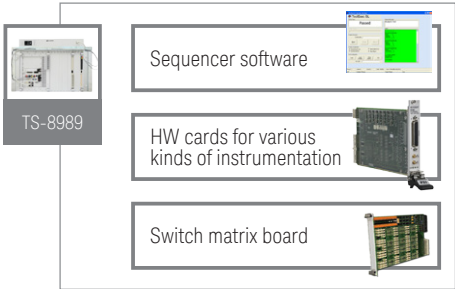 TS-8989
Sequencer software
HW cards for various
kinds of instrumentation
Switch matrix board